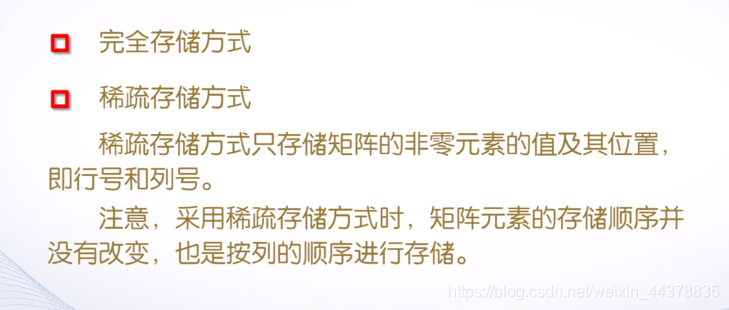 完全存储方式
稀疏存储方式
稀疏存储方式只存储矩阵的非零元素的值及其位置，
即行号和列号。
注意，采用稀疏存储方式时，矩阵元素的存储顺序并
没有改变，也是按列的顺序进行存储。
https://blog.csdn.net/weixin_44378835